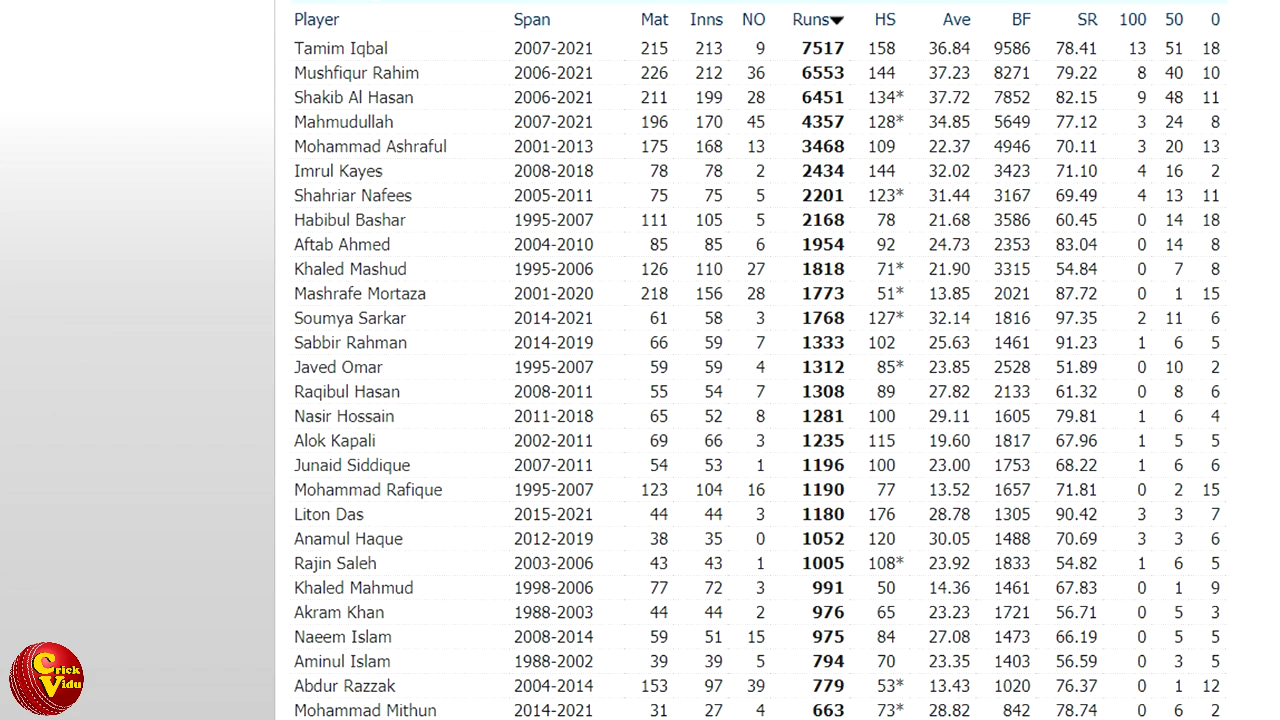 Player Span Mat Inns NO Runs▼ HS Ave BF SR 100 50 0
Tamim Iqbal 2007-2021 215 213 9 7517 158 36.84 9586 78.41 13 51 18
Mushfiqur Rahim 2006-2021 226 212 36 6553 144 37.23 8271 79.22 8 40 10
Shakib Al Hasan 2006-2021 211 199 28 6451 134* 37.72 7852 82.15 9 48 11
Mahmudullah 2007-2021 196 170 45 4357 128* 34.85 5649 77.12 3 24 8
Mohammad Ashraful 2001-2013 175 168 13 3468 109 22.37 4946 70.11 3 20 13
Imrul Kayes 2008-2018 78 78 2 2434 144 32.02 3423 71.10 4 16 2
Shahriar Nafees 2005-2011 75 75 5 2201 123* 31.44 3167 69.49 4 13 11
Habibul Bashar 1995-2007 111 105 5 2168 78 21.68 3586 60.45 0 14 18
Aftab Ahmed 2004-2010 85 85 6 1954 92 24.73 2353 83.04 0 14 8
Khaled Mashud 1995-2006 126 110 27 1818 71* 21.90 3315 54.84 0 7 8
Mashrafe Mortaza 2001-2020 218 156 28 1773 51* 13.85 2021 87.72 0 1 15
Soumya Sarkar 2014-2021 61 58 3 1768 127* 32.14 1816 97.35 2 11 6
Sabbir Rahman 2014-2019 66 59 7 1333 102 25.63 1461 91.23 1 6 5
Javed Omar 1995-2007 59 59 4 1312 85* 23.85 2528 51.89 0 10 2
Raqibul Hasan 2008-2011 55 54 7 1308 89 27.82 2133 61.32 0 8 6
Nasir Hossain 2011-2018 65 52 8 1281 100 29.11 1605 79.81 1 6 4
Alok Kapali 2002-2011 69 66 3 1235 115 19.60 1817 67.96 1 5 5
Junaid Siddique 2007-2011 54 53 1 1196 100 23.00 1753 68.22 1 6 6
Mohammad Rafique 1995-2007 123 104 16 1190 77 13.52 1657 71.81 0 2 15
Liton Das 2015-2021 44 44 3 1180 176 28.78 1305 90.42 3 3 7
Anamul Haque 2012-2019 38 35 0 1052 120 30.05 1488 70.69 3 3 6
Rajin Saleh 2003-2006 43 43 1 1005 108* 23.92 1833 54.82 1 6 5
Khaled Mahmud 1998-2006 77 72 3 991 50 14.36 1461 67.83 0 1 9
Akram Khan 1988-2003 44 44 2 976 65 23.23 1721 56.71 0 5 3
Naeem Islam 2008-2014 59 51 15 975 84 27.08 1473 66.19 0 5 5
Aminul Islam 1988-2002 39 39 5 794 70 23.35 1403 56.59 0 3 5
Abdur Razzak 2004-2014 153 97 39 779 53* 13.43 1020 76.37 0 1 12
Mohammad Mithun 2014-2021 31 27 4 663 73* 28.82 842 78.74 0 6 2
Crick
Vidu